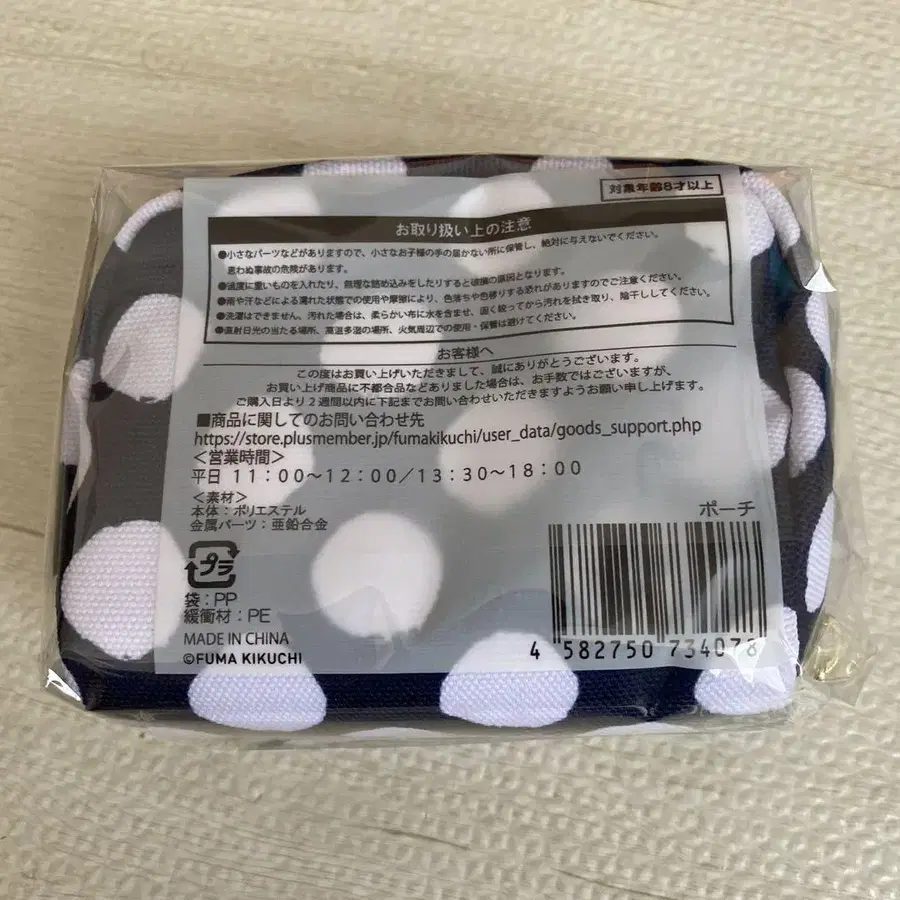 対象年齢8才以上
お取り扱い上の注意
●小さなパーツなどがありますので、小さなお子様の手の届かない所に保管し、絶対に与えないでください。
思わぬ事故の危険があります。
●過度に重いものを入れたり、無理な詰め込みをしたりすると破損の原因となります。
●雨や汗などによる濡れた状態での使用や摩擦により、色落ちや色移りする恐れがありますのでご注意ください。
●洗濯はできません。汚れた場合は、柔らかい布に水を含ませ、固く絞ってから汚れを拭き取り、陰干ししてください。
●直射日光の当たる場所、高温多湿の場所、火気周辺での使用・保管は避けてください。
お客様へ
この度はお買い上げいただきまして、誠にありがとうございます。
お買い上げ商品に不都合品などありました場合は、お手数ではございますが、
ご購入日より2週間以内に下記までお問い合わせいただきますようお願い申し上げます。
■商品に関してのお問い合わせ先
https://store.plusmember.jp/fumakikuchi/user_data/goods_support.php
＜営業時間＞
平日 11：00～12：00／13：30～18：00
＜素材＞
本体：ポリエステル
金属パーツ：亜鉛合金
ポーチ
プラ
袋：PP
緩衝材：PE
MADE IN CHINA
©FUMA KIKUCHI
4 582750 734078